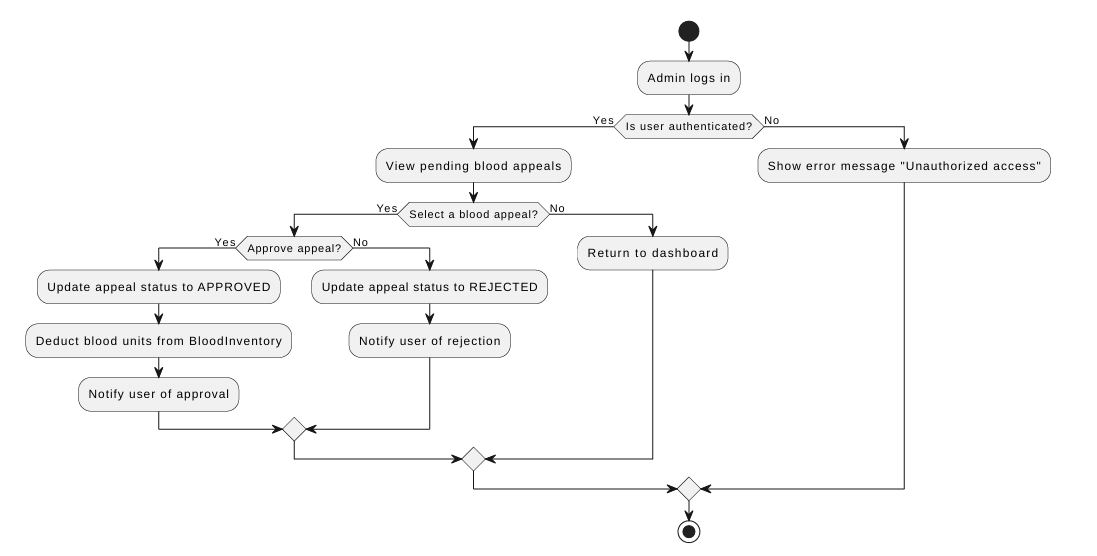 Admin logs in
Yes
Is user authenticated?
No
View pending blood appeals
Show error message "Unauthorized access"
Yes
Select a blood appeal?
No
Yes
Approve appeal?
No
Return to dashboard
Update appeal status to APPROVED
Update appeal status to REJECTED
Deduct blood units from BloodInventory
Notify user of rejection
Notify user of approval